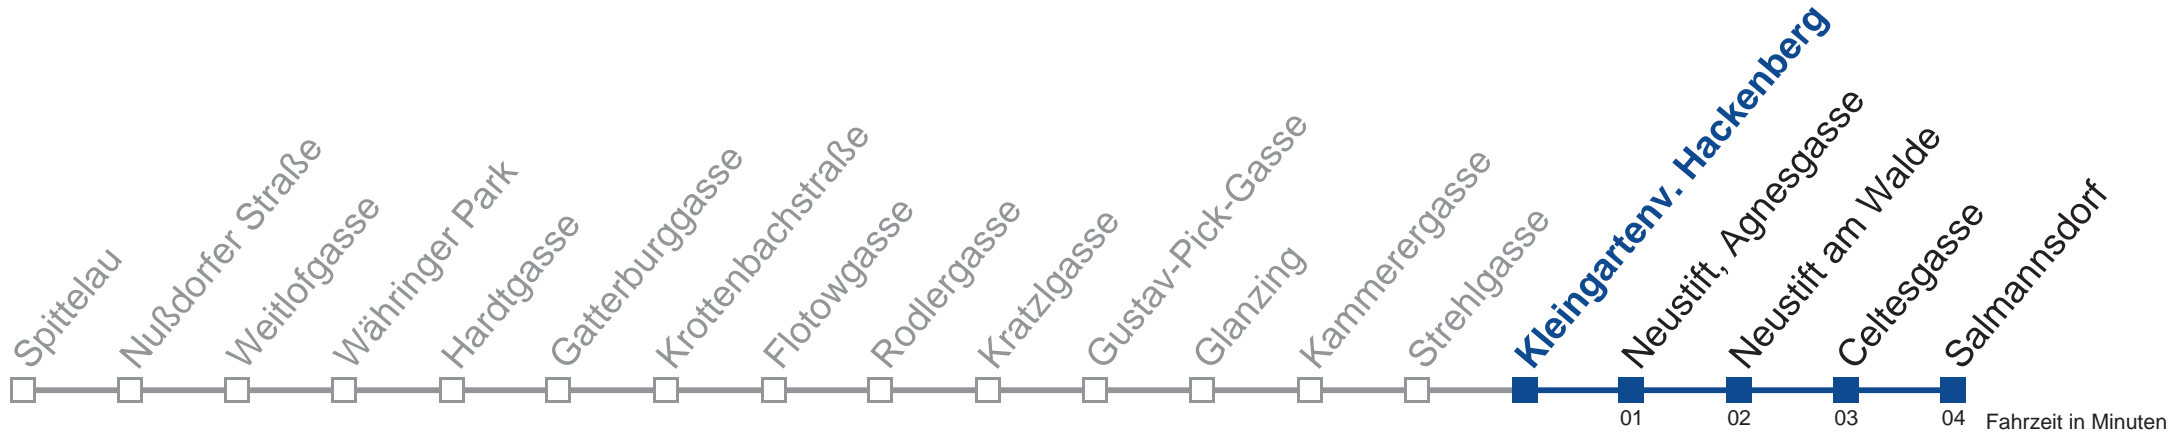 Spittelau
Nußdorfer Straße
Weitlofgasse
Währinger Park
Hardtgasse
Gatterburggasse
Krottenbachstraße
Flotowgasse
Rodlergasse
Kratzlgasse
Gustav-Pick-Gasse
Glanzing
Kammerergasse
Strehlgasse
Kleingartenv. Hackenberg
Neustift, Agnesgasse
Neustift am Walde
Celtesgasse
Salmannsdorf
01 02 03 04 Fahrzeit in Minuten